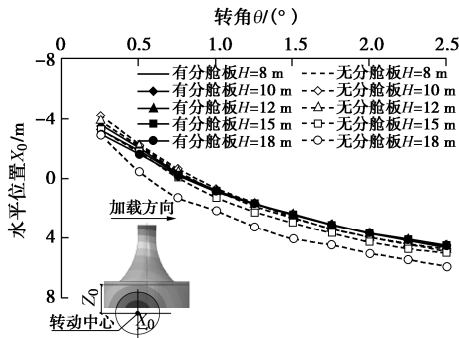 转角θ/(°)
0 0.5 1.0 1.5 2.0 2.5
-8
-4
0
4
8
水平位置X₀/m
有分舱板H=8 m 无分舱板H=8 m
有分舱板H=10 m 无分舱板H=10 m
有分舱板H=12 m 无分舱板H=12 m
有分舱板H=15 m 无分舱板H=15 m
有分舱板H=18 m 无分舱板H=18 m
加载方向
Z₀
转动中心
X₀